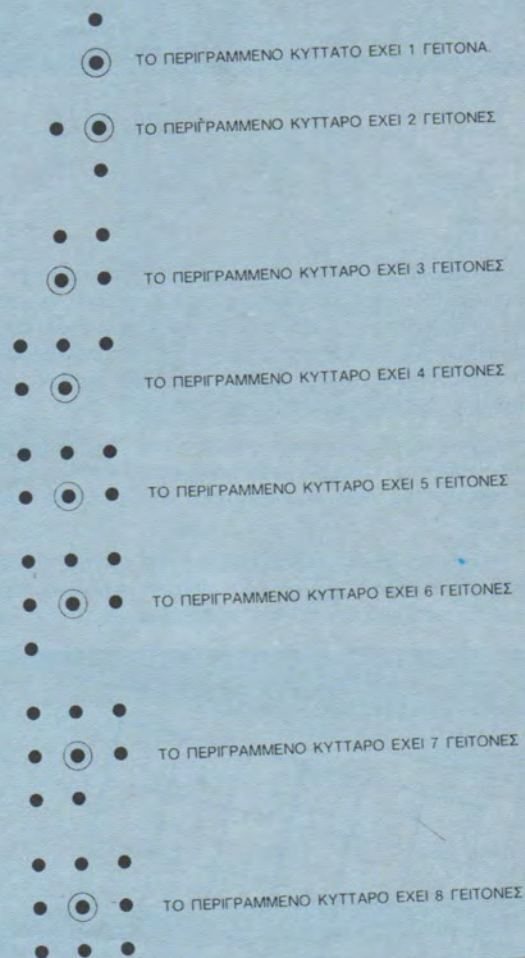 ΤΟ ΠΕΡΙΓΡΑΜΜΕΝΟ ΚΥΤΤΑΤΟ ΕΧΕΙ 1 ΓΕΙΤΟΝΑ.
ΤΟ ΠΕΡΙΓΡΑΜΜΕΝΟ ΚΥΤΤΑΡΟ ΕΧΕΙ 2 ΓΕΙΤΟΝΕΣ
ΤΟ ΠΕΡΙΓΡΑΜΜΕΝΟ ΚΥΤΤΑΡΟ ΕΧΕΙ 3 ΓΕΙΤΟΝΕΣ
ΤΟ ΠΕΡΙΓΡΑΜΜΕΝΟ ΚΥΤΤΑΡΟ ΕΧΕΙ 4 ΓΕΙΤΟΝΕΣ
ΤΟ ΠΕΡΙΓΡΑΜΜΕΝΟ ΚΥΤΤΑΡΟ ΕΧΕΙ 5 ΓΕΙΤΟΝΕΣ
ΤΟ ΠΕΡΙΓΡΑΜΜΕΝΟ ΚΥΤΤΑΡΟ ΕΧΕΙ 6 ΓΕΙΤΟΝΕΣ
ΤΟ ΠΕΡΙΓΡΑΜΜΕΝΟ ΚΥΤΤΑΡΟ ΕΧΕΙ 7 ΓΕΙΤΟΝΕΣ
ΤΟ ΠΕΡΙΓΡΑΜΜΕΝΟ ΚΥΤΤΑΡΟ ΕΧΕΙ 8 ΓΕΙΤΟΝΕΣ